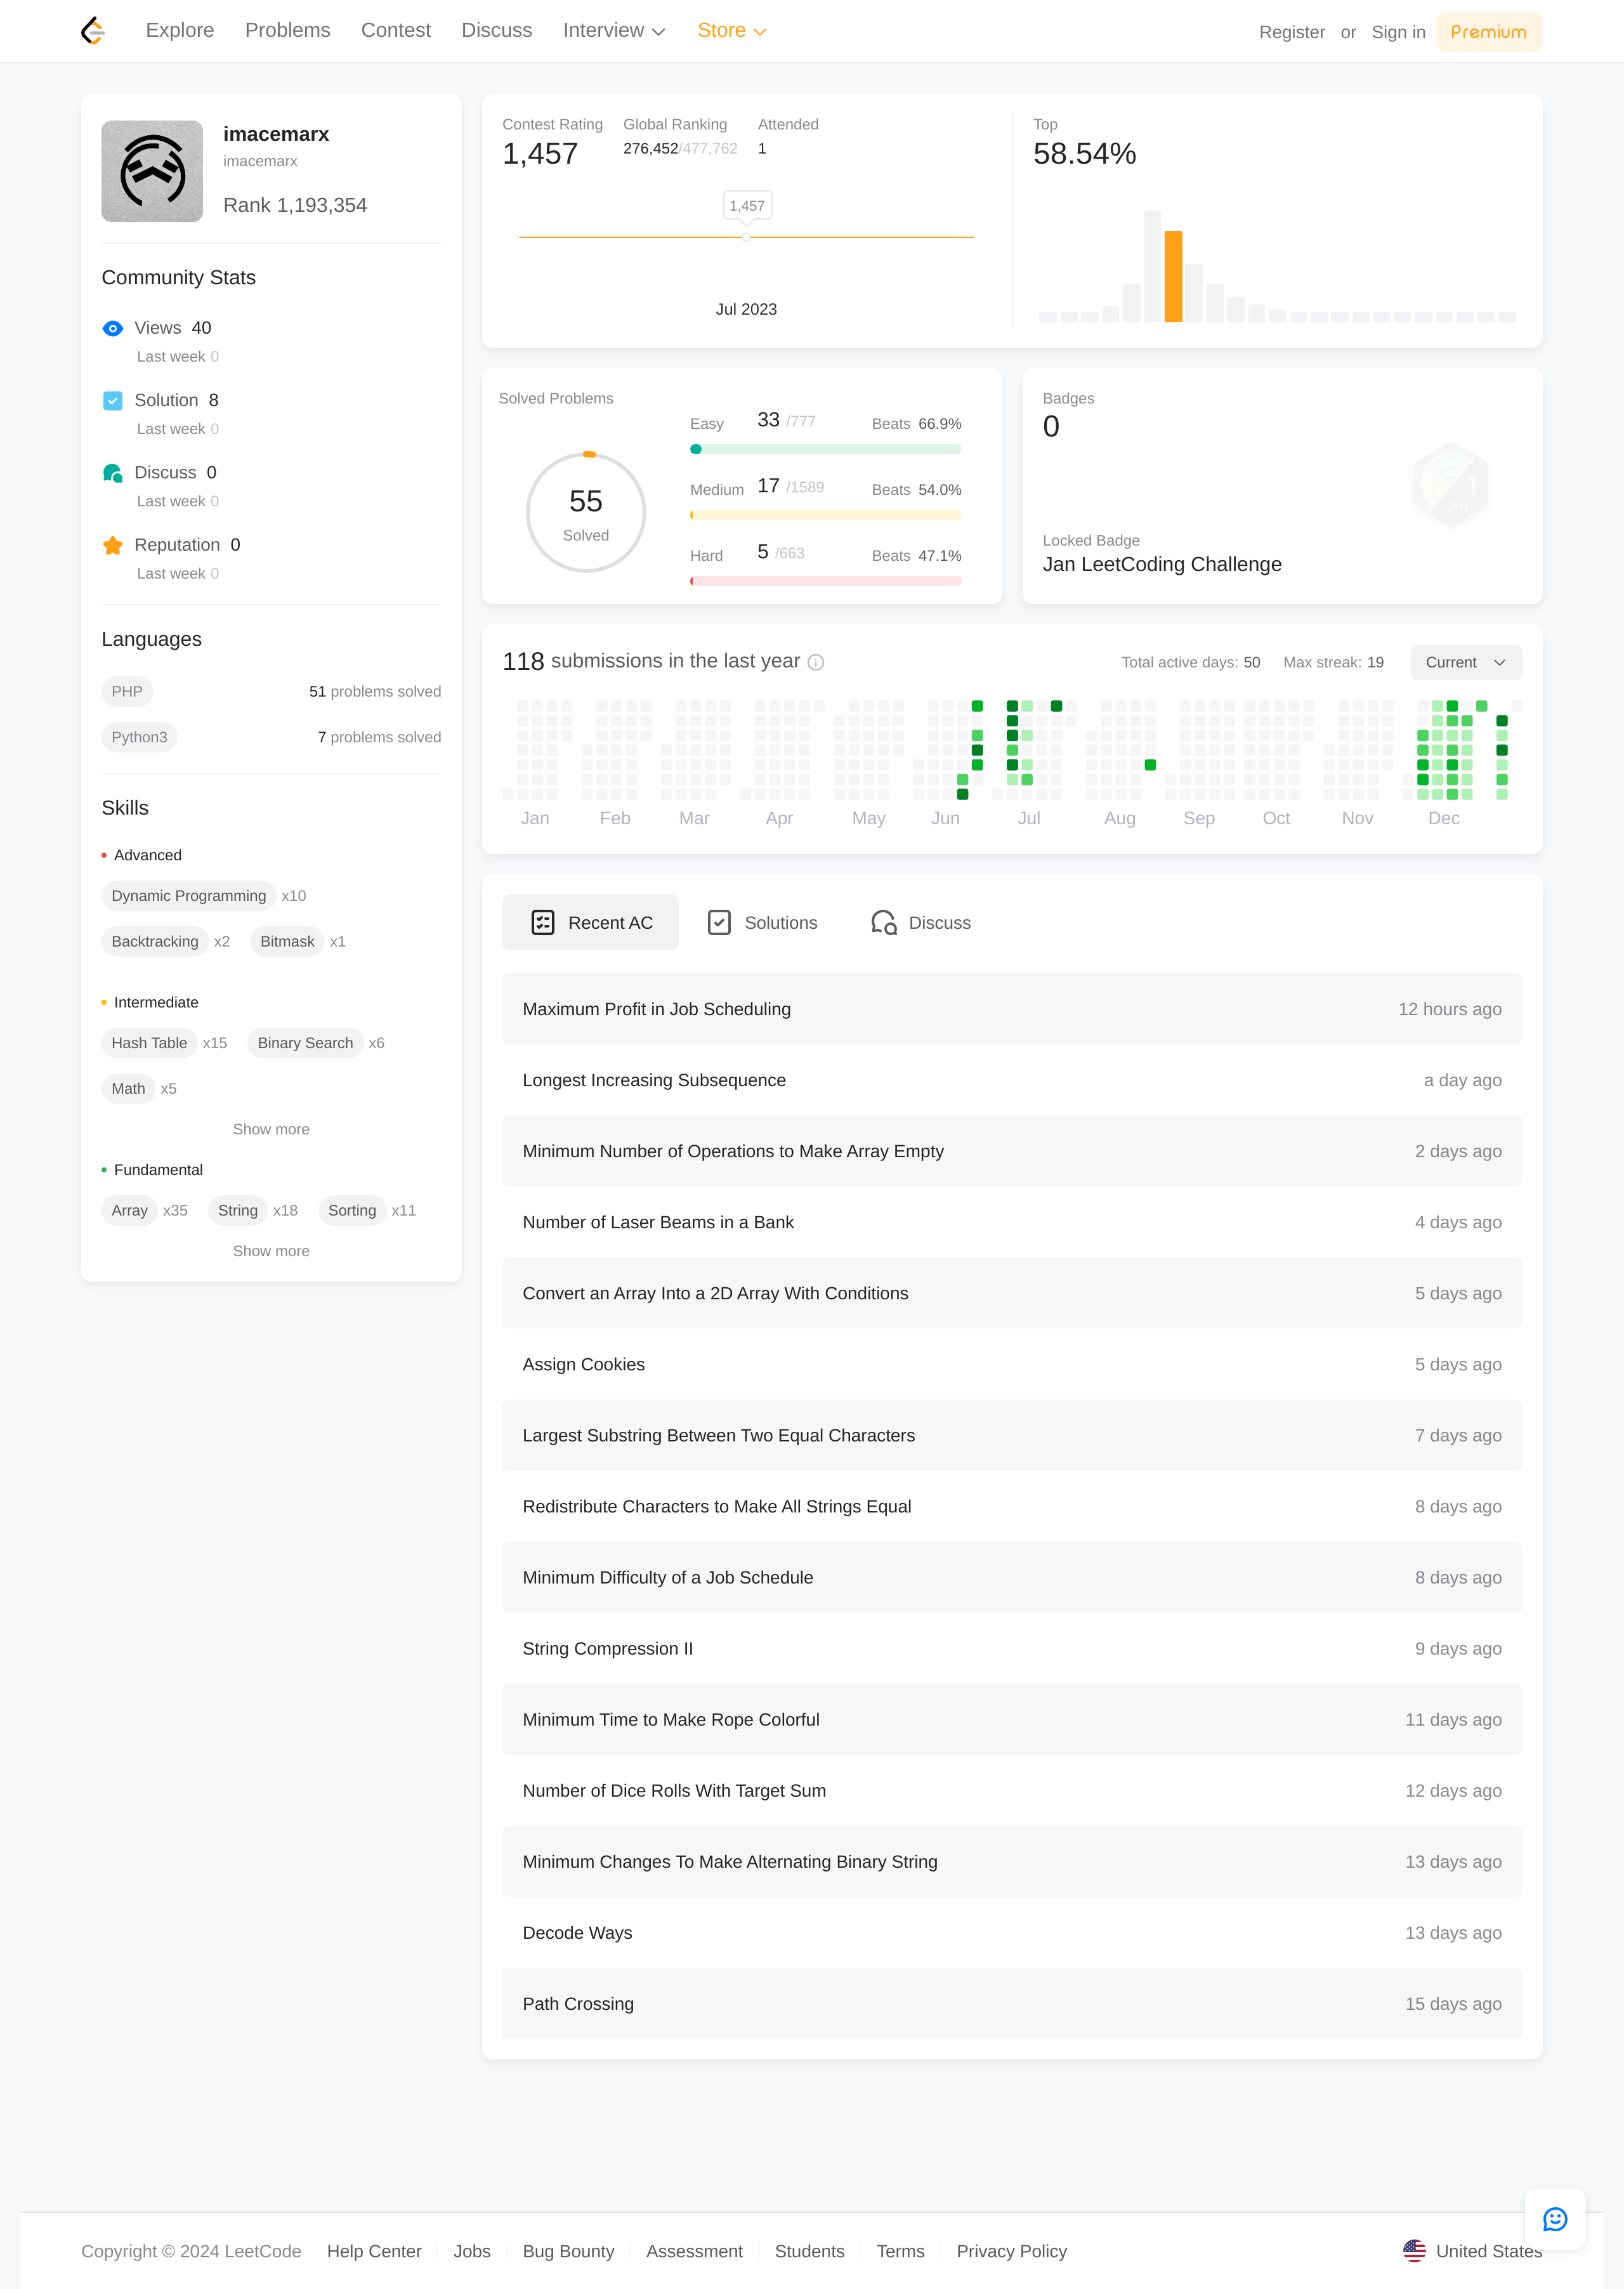 Explore Problems Contest Discuss Interview Store Register or Sign in Premium
imacemarx
imacemarx
Rank 1,193,354
Community Stats
Views 40
Last week 0
Solution 8
Last week 0
Discuss 0
Last week 0
Reputation 0
Last week 0
Languages
PHP 51 problems solved
Python3 7 problems solved
Skills
Advanced
Dynamic Programming x10
Backtracking x2 Bitmask x1
Intermediate
Hash Table x15 Binary Search x6
Math x5
Show more
Fundamental
Array x35 String x18 Sorting x11
Show more
Contest Rating Global Ranking Attended
1,457 276,452/477,762 1
1,457
Jul 2023
Top
58.54%
Solved Problems
55
Solved
Easy 33 /777 Beats 66.9%
Medium 17 /1589 Beats 54.0%
Hard 5 /663 Beats 47.1%
Badges
0
1
JAN
Locked Badge
Jan LeetCoding Challenge
118 submissions in the last year Total active days: 50 Max streak: 19 Current
Jan Feb Mar Apr May Jun Jul Aug Sep Oct Nov Dec
Recent AC Solutions Discuss
Maximum Profit in Job Scheduling 12 hours ago
Longest Increasing Subsequence a day ago
Minimum Number of Operations to Make Array Empty 2 days ago
Number of Laser Beams in a Bank 4 days ago
Convert an Array Into a 2D Array With Conditions 5 days ago
Assign Cookies 5 days ago
Largest Substring Between Two Equal Characters 7 days ago
Redistribute Characters to Make All Strings Equal 8 days ago
Minimum Difficulty of a Job Schedule 8 days ago
String Compression II 9 days ago
Minimum Time to Make Rope Colorful 11 days ago
Number of Dice Rolls With Target Sum 12 days ago
Minimum Changes To Make Alternating Binary String 13 days ago
Decode Ways 13 days ago
Path Crossing 15 days ago
Copyright © 2024 LeetCode Help Center Jobs Bug Bounty Assessment Students Terms Privacy Policy United States